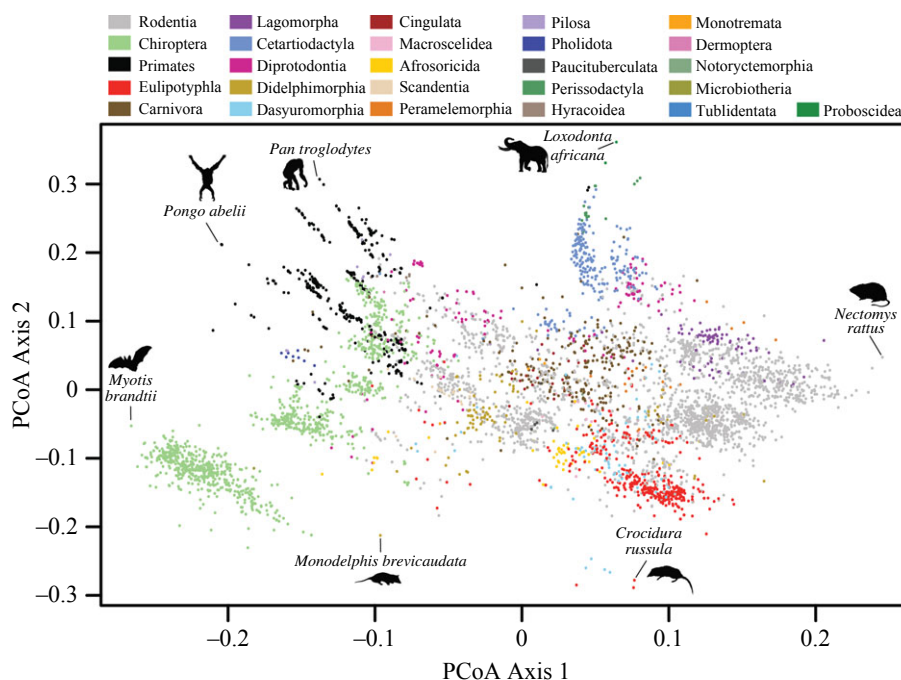 Rodentia Lagomorpha Cingulata Pilosa Monotremata
Chiroptera Cetartiodactyla Macroscelidea Pholidota Dermoptera
Primates Diprotodontia Afrosoricida Paucituberculata Notoryctemorphia
Eulipotyphla Didelphimorphia Scandentia Perissodactyla Microbiotheria
Carnivora Dasyuromorphia Peramelemorphia Hyracoidea Tublidentata Proboscidea
Pan troglodytes
Loxodonta
africana
Pongo abelii
Nectomys
rattus
Myotis
brandtii
Crocidura
russula
Monodelphis brevicaudata
PCoA Axis 2
0.3
0.2
0.1
0
–0.1
–0.2
–0.3
–0.2 –0.1 0 0.1 0.2
PCoA Axis 1